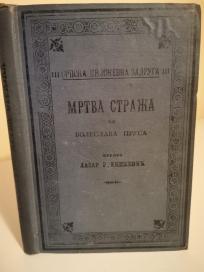 СРПСКА КЊИЖЕВНА ЗАДРУГА
МРТВА СТРАЖА
ОД
БОЛЕСЛАВА ПРУСА
ПРЕВЕО
ЛАЗАР Р. КНЕЖЕВИЋ